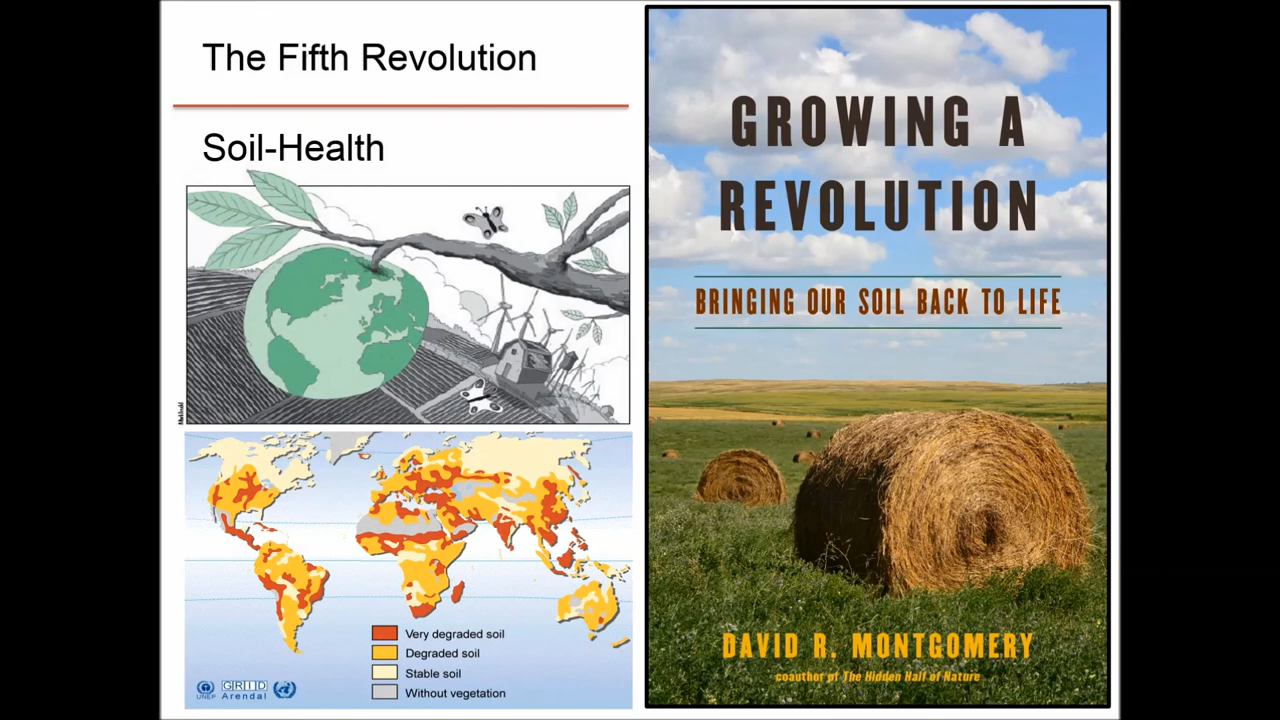 The Fifth Revolution
Soil-Health
Very degraded soil
Degraded soil
Stable soil
Without vegetation
UNEP
GRID
Arendal
GROWING A
REVOLUTION
BRINGING OUR SOIL BACK TO LIFE
DAVID R. MONTGOMERY
coauthor of The Hidden Half of Nature